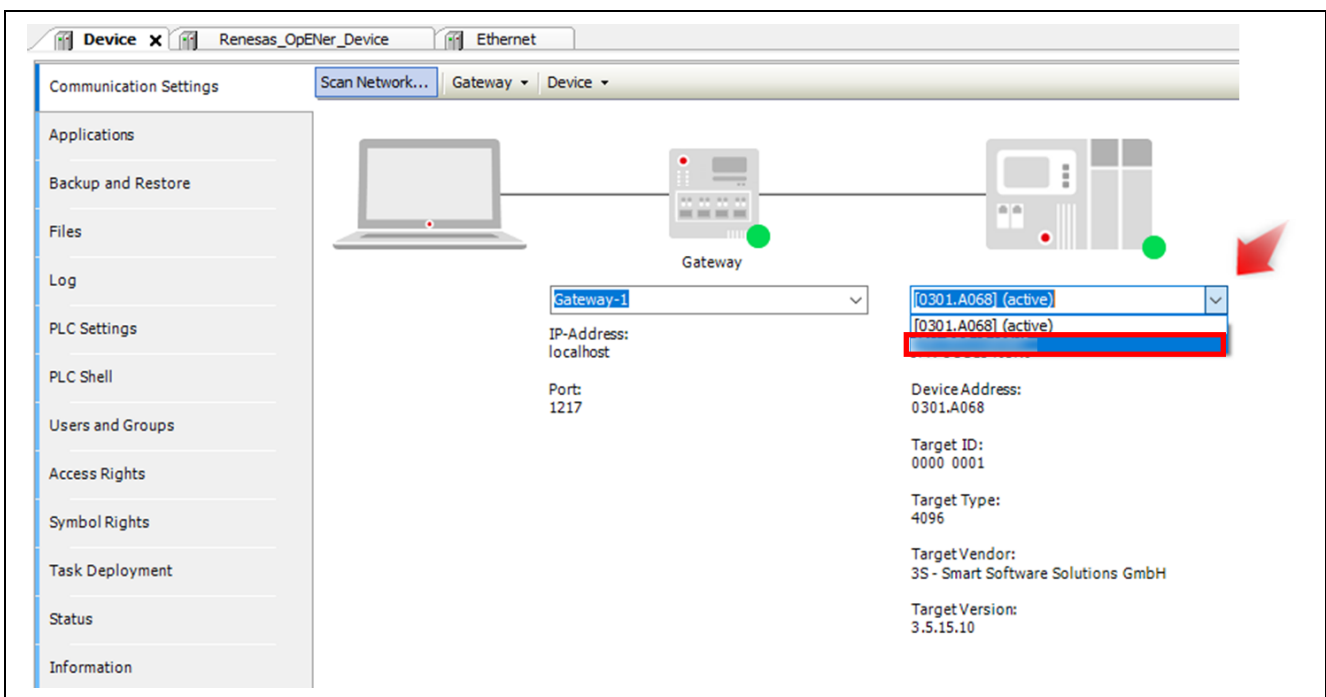 Device
Renesas_OpENer_Device
Ethernet
Communication Settings
Scan Network...
Gateway
Device
Applications
Backup and Restore
Files
Log
PLC Settings
PLC Shell
Users and Groups
Access Rights
Symbol Rights
Task Deployment
Status
Information
Gateway
Gateway-1
IP-Address:
localhost
Port:
1217
[0301.A068] (active)
[0301.A068] (active)
Device Address:
0301.A068
Target ID:
0000 0001
Target Type:
4096
Target Vendor:
3S - Smart Software Solutions GmbH
Target Version:
3.5.15.10